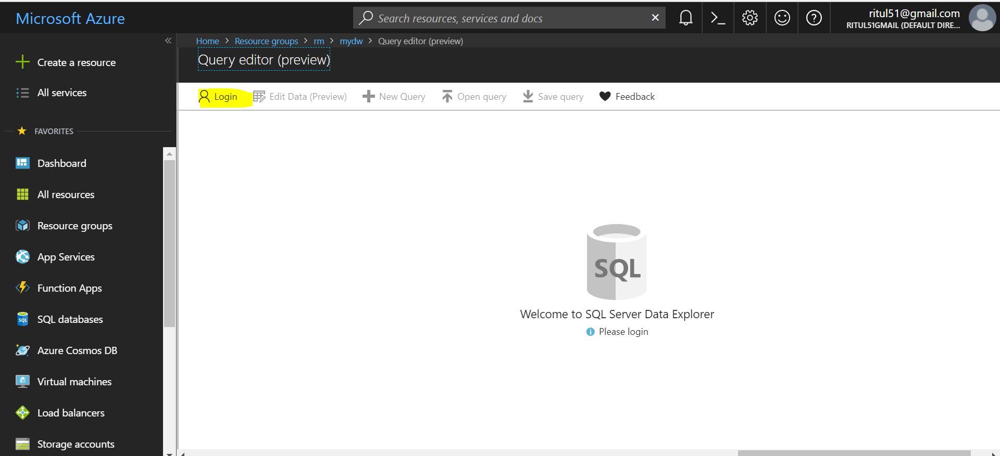 Microsoft Azure
Search resources, services and docs
ritul51@gmail.com
RITUL51GMAIL (DEFAULT DIRE...
Home > Resource groups > rm > mydw > Query editor (preview)
Query editor (preview)
Login
Edit Data (Preview)
New Query
Open query
Save query
Feedback
Create a resource
All services
FAVORITES
Dashboard
All resources
Resource groups
App Services
Function Apps
SQL databases
Azure Cosmos DB
Virtual machines
Load balancers
Storage accounts
SQL
Welcome to SQL Server Data Explorer
Please login